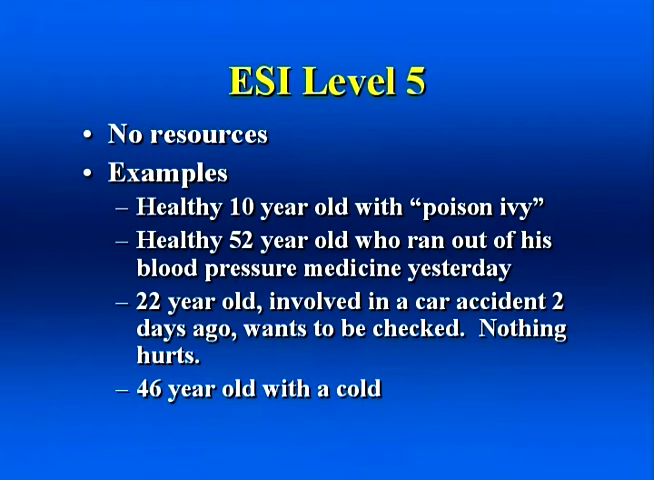 ESI Level 5
• No resources
• Examples
– Healthy 10 year old with “poison ivy”
– Healthy 52 year old who ran out of his
blood pressure medicine yesterday
– 22 year old, involved in a car accident 2
days ago, wants to be checked.  Nothing
hurts.
– 46 year old with a cold